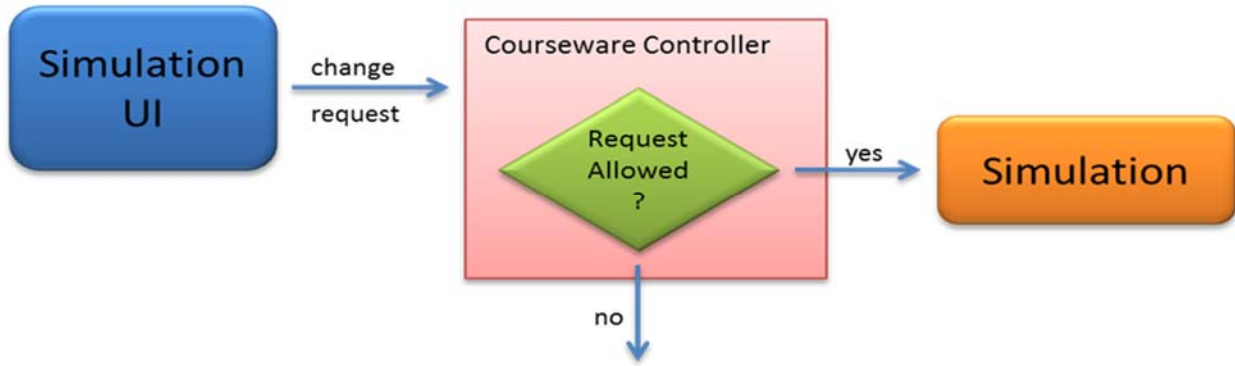 Simulation
UI
change
request
Courseware Controller
Request
Allowed
?
yes
Simulation
no